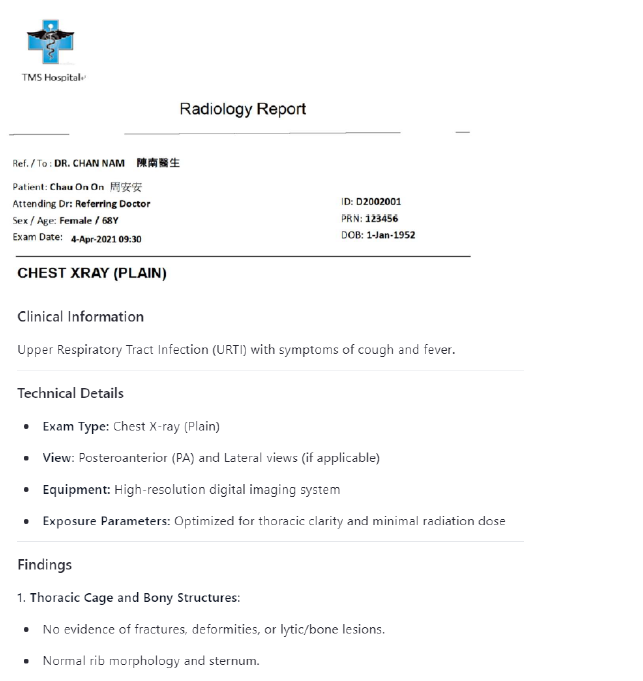 TMS Hospital
Radiology Report
Ref. / To : DR. CHAN NAM 陳南醫生
Patient: Chau On On 周安安
Attending Dr: Referring Doctor
ID: D2002001
Sex / Age: Female / 68Y
PRN: 123456
Exam Date: 4-Apr-2021 09:30
DOB: 1-Jan-1952
CHEST XRAY (PLAIN)
Clinical Information
Upper Respiratory Tract Infection (URTI) with symptoms of cough and fever.
Technical Details
• Exam Type: Chest X-ray (Plain)
• View: Posteroanterior (PA) and Lateral views (if applicable)
• Equipment: High-resolution digital imaging system
• Exposure Parameters: Optimized for thoracic clarity and minimal radiation dose
Findings
1. Thoracic Cage and Bony Structures:
• No evidence of fractures, deformities, or lytic/bone lesions.
• Normal rib morphology and sternum.